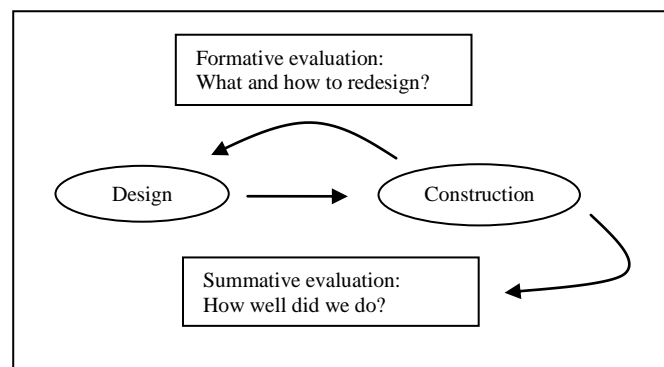 Formative evaluation:
What and how to redesign?
Design
Construction
Summative evaluation:
How well did we do?